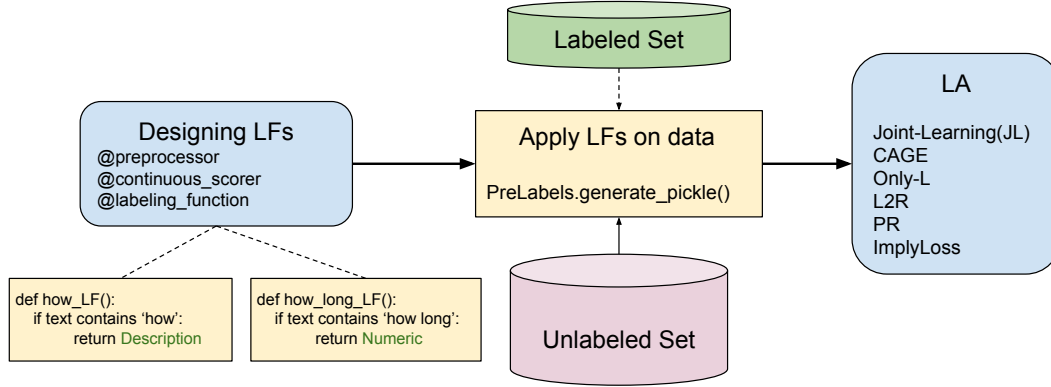 Labeled Set
Designing LFs
@preprocessor
@continuous_scorer
@labeling_function
Apply LFs on data
PreLabels.generate_pickle()
LA
Joint-Learning(JL)
CAGE
Only-L
L2R
PR
ImplyLoss
def how_LF():
if text contains ‘how’:
return Description
def how_long_LF():
if text contains ‘how long’:
return Numeric
Unlabeled Set